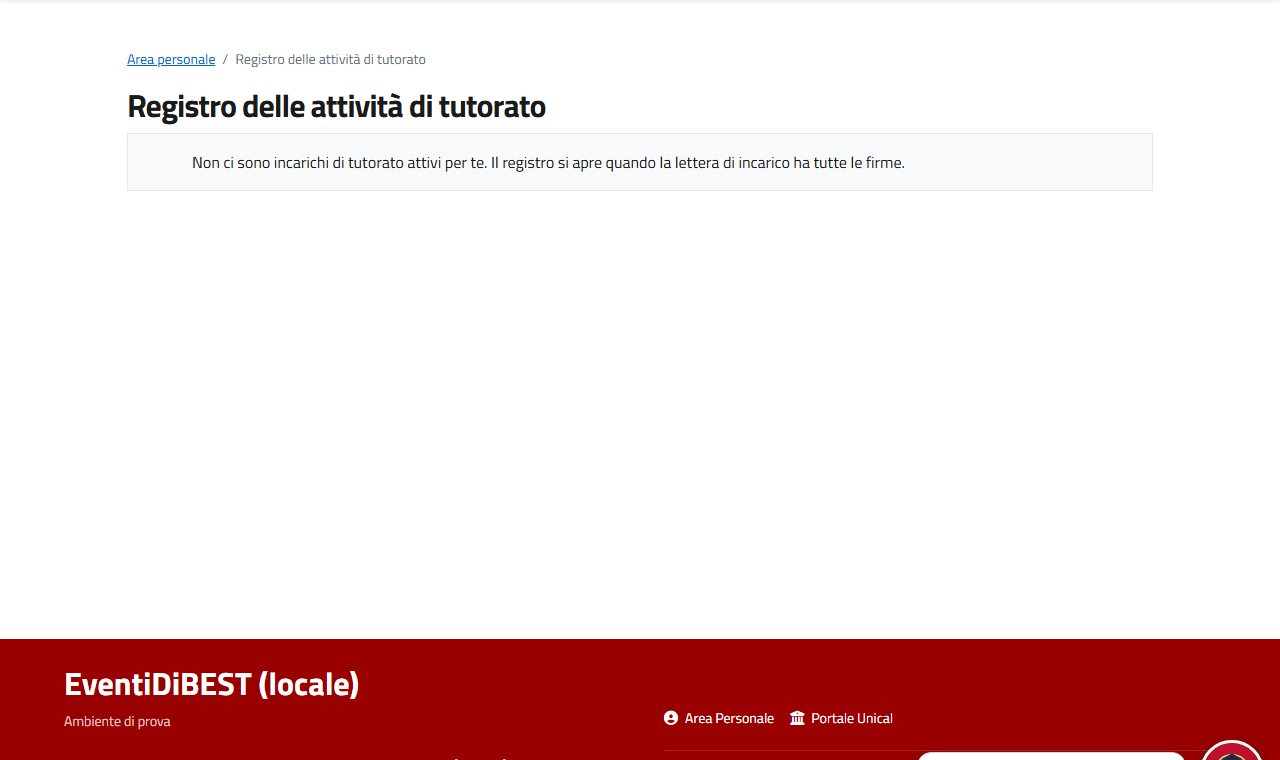 Area personale / Registro delle attività di tutorato
Registro delle attività di tutorato
Non ci sono incarichi di tutorato attivi per te. Il registro si apre quando la lettera di incarico ha tutte le firme.
EventiDiBEST (locale)
Ambiente di prova
Area Personale Portale Unical